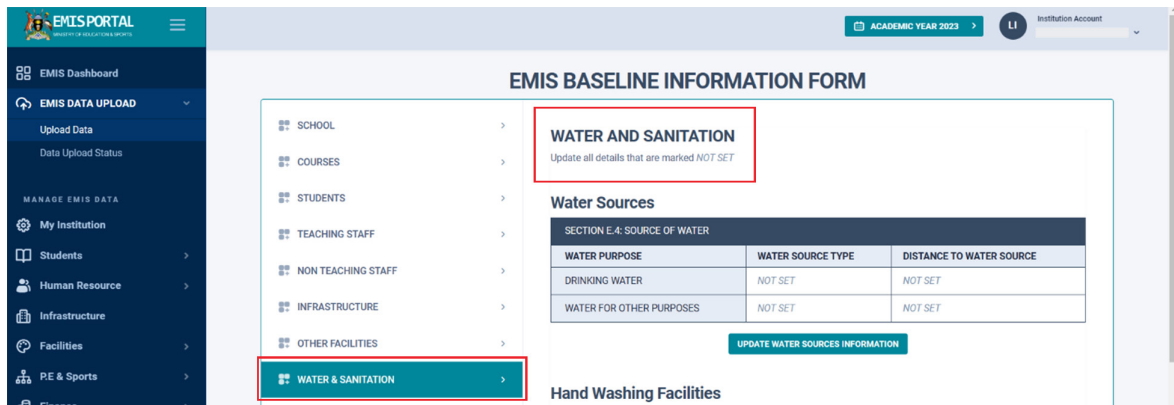 EMIS PORTAL
MINISTRY OF EDUCATION & SPORTS
ACADEMIC YEAR 2023
LI
Institution Account
EMIS Dashboard
EMIS DATA UPLOAD
Upload Data
Data Upload Status
MANAGE EMIS DATA
My Institution
Students
Human Resource
Infrastructure
Facilities
P.E & Sports
Finance
EMIS BASELINE INFORMATION FORM
SCHOOL
COURSES
STUDENTS
TEACHING STAFF
NON TEACHING STAFF
INFRASTRUCTURE
OTHER FACILITIES
WATER & SANITATION
WATER AND SANITATION
Update all details that are marked NOT SET
Water Sources
SECTION E.4: SOURCE OF WATER
WATER PURPOSE WATER SOURCE TYPE DISTANCE TO WATER SOURCE
DRINKING WATER NOT SET NOT SET
WATER FOR OTHER PURPOSES NOT SET NOT SET
UPDATE WATER SOURCES INFORMATION
Hand Washing Facilities